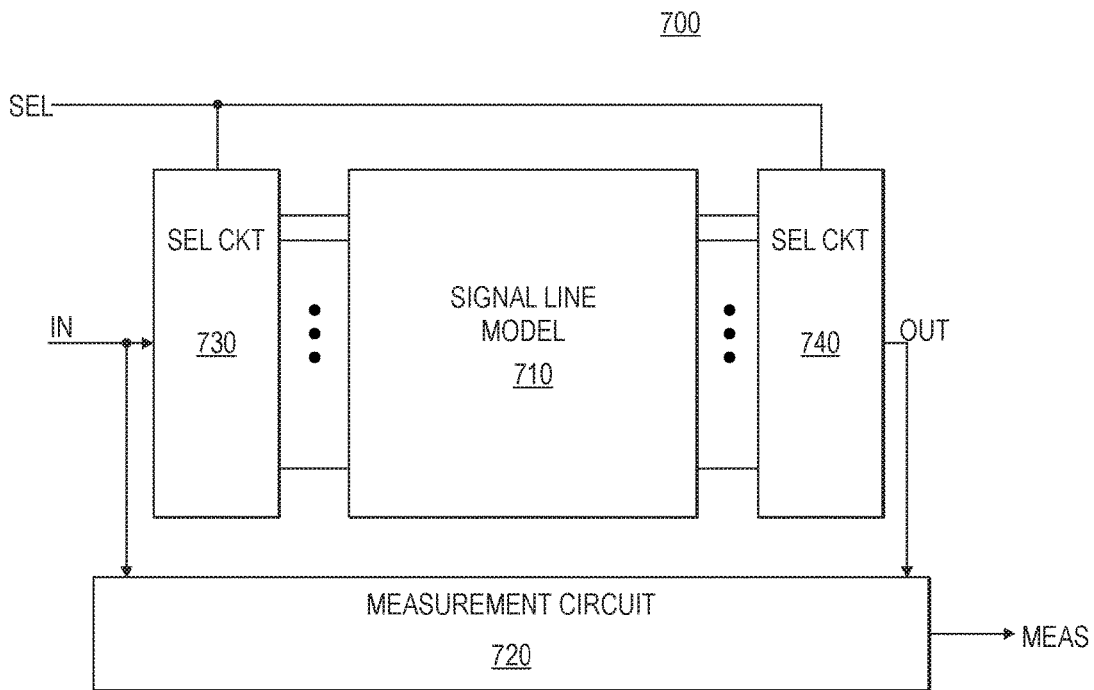 700
SEL
SEL CKT
730
SIGNAL LINE
MODEL
710
SEL CKT
740
IN
OUT
MEASUREMENT CIRCUIT
720
MEAS